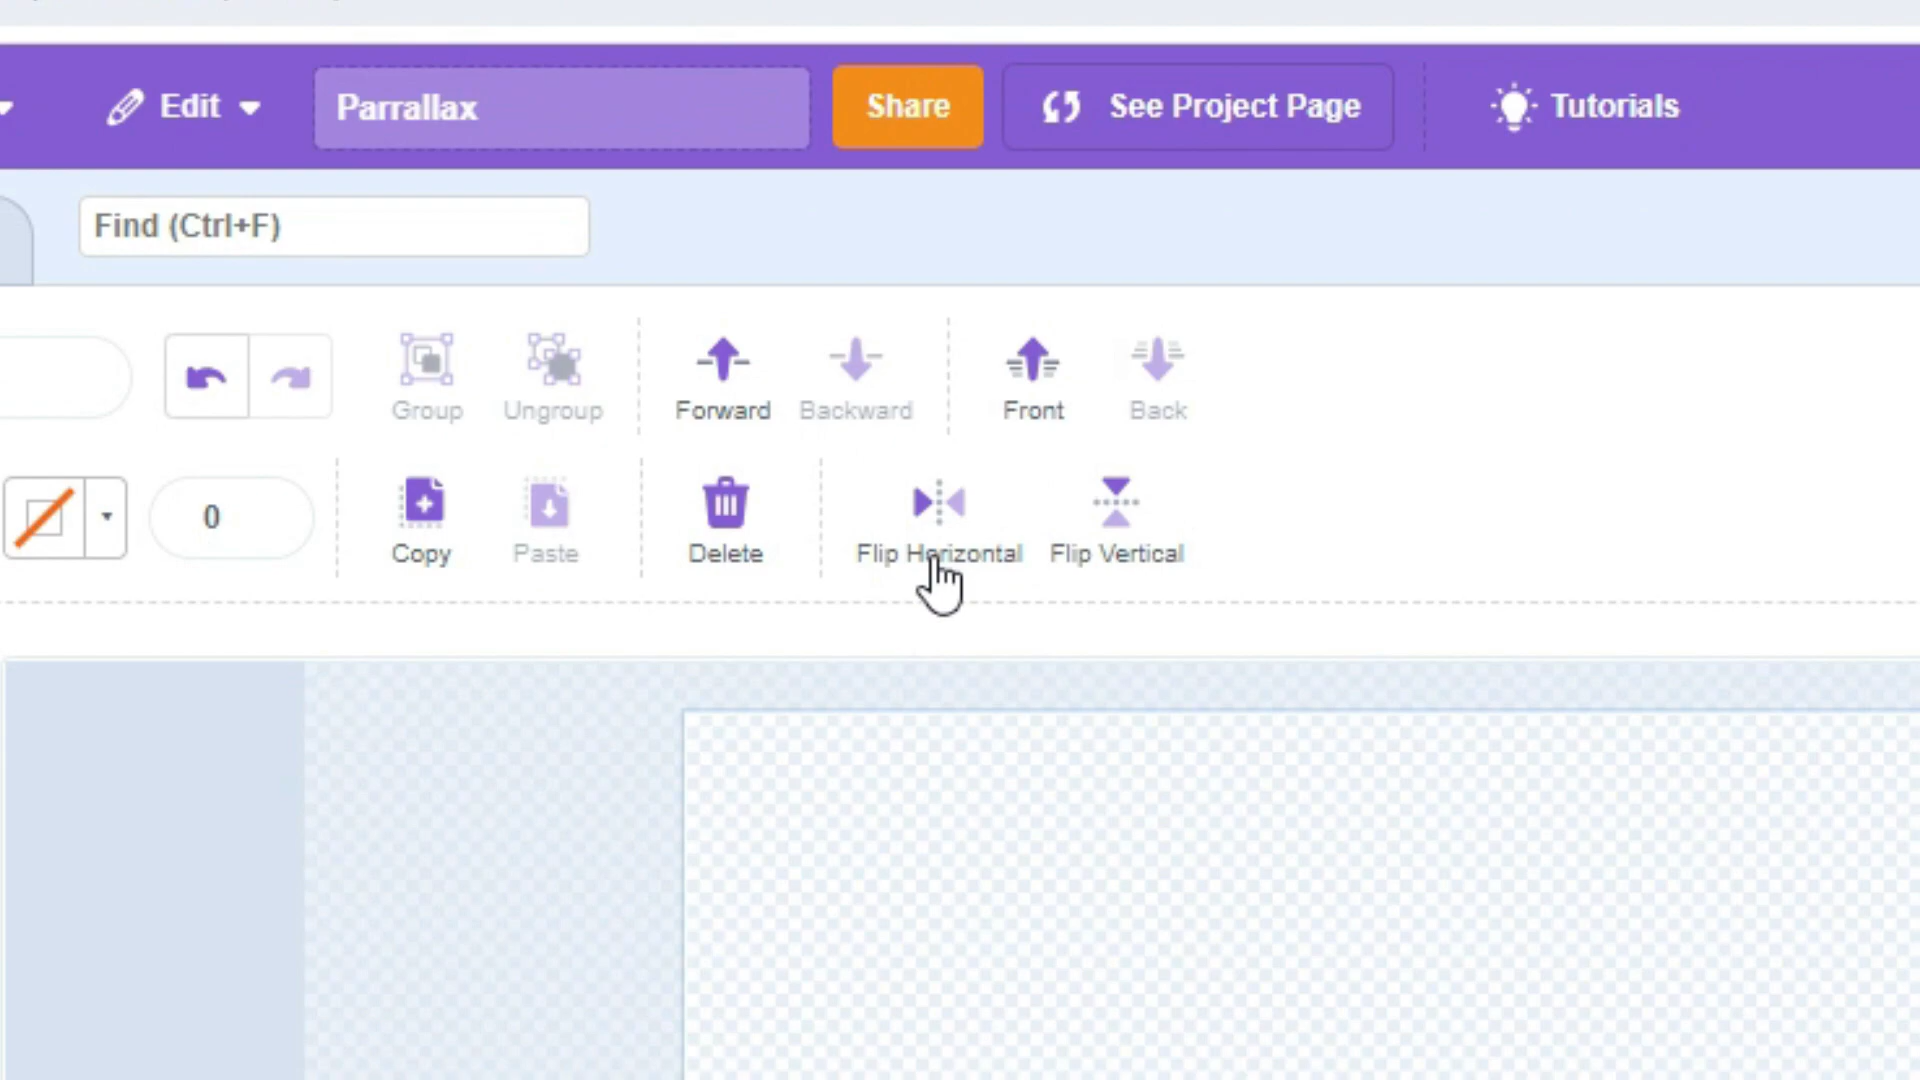 Edit
Parrallax
Share
See Project Page
Tutorials
Find (Ctrl+F)
Group
Ungroup
Forward
Backward
Front
Back
0
Copy
Paste
Delete
Flip Horizontal
Flip Vertical